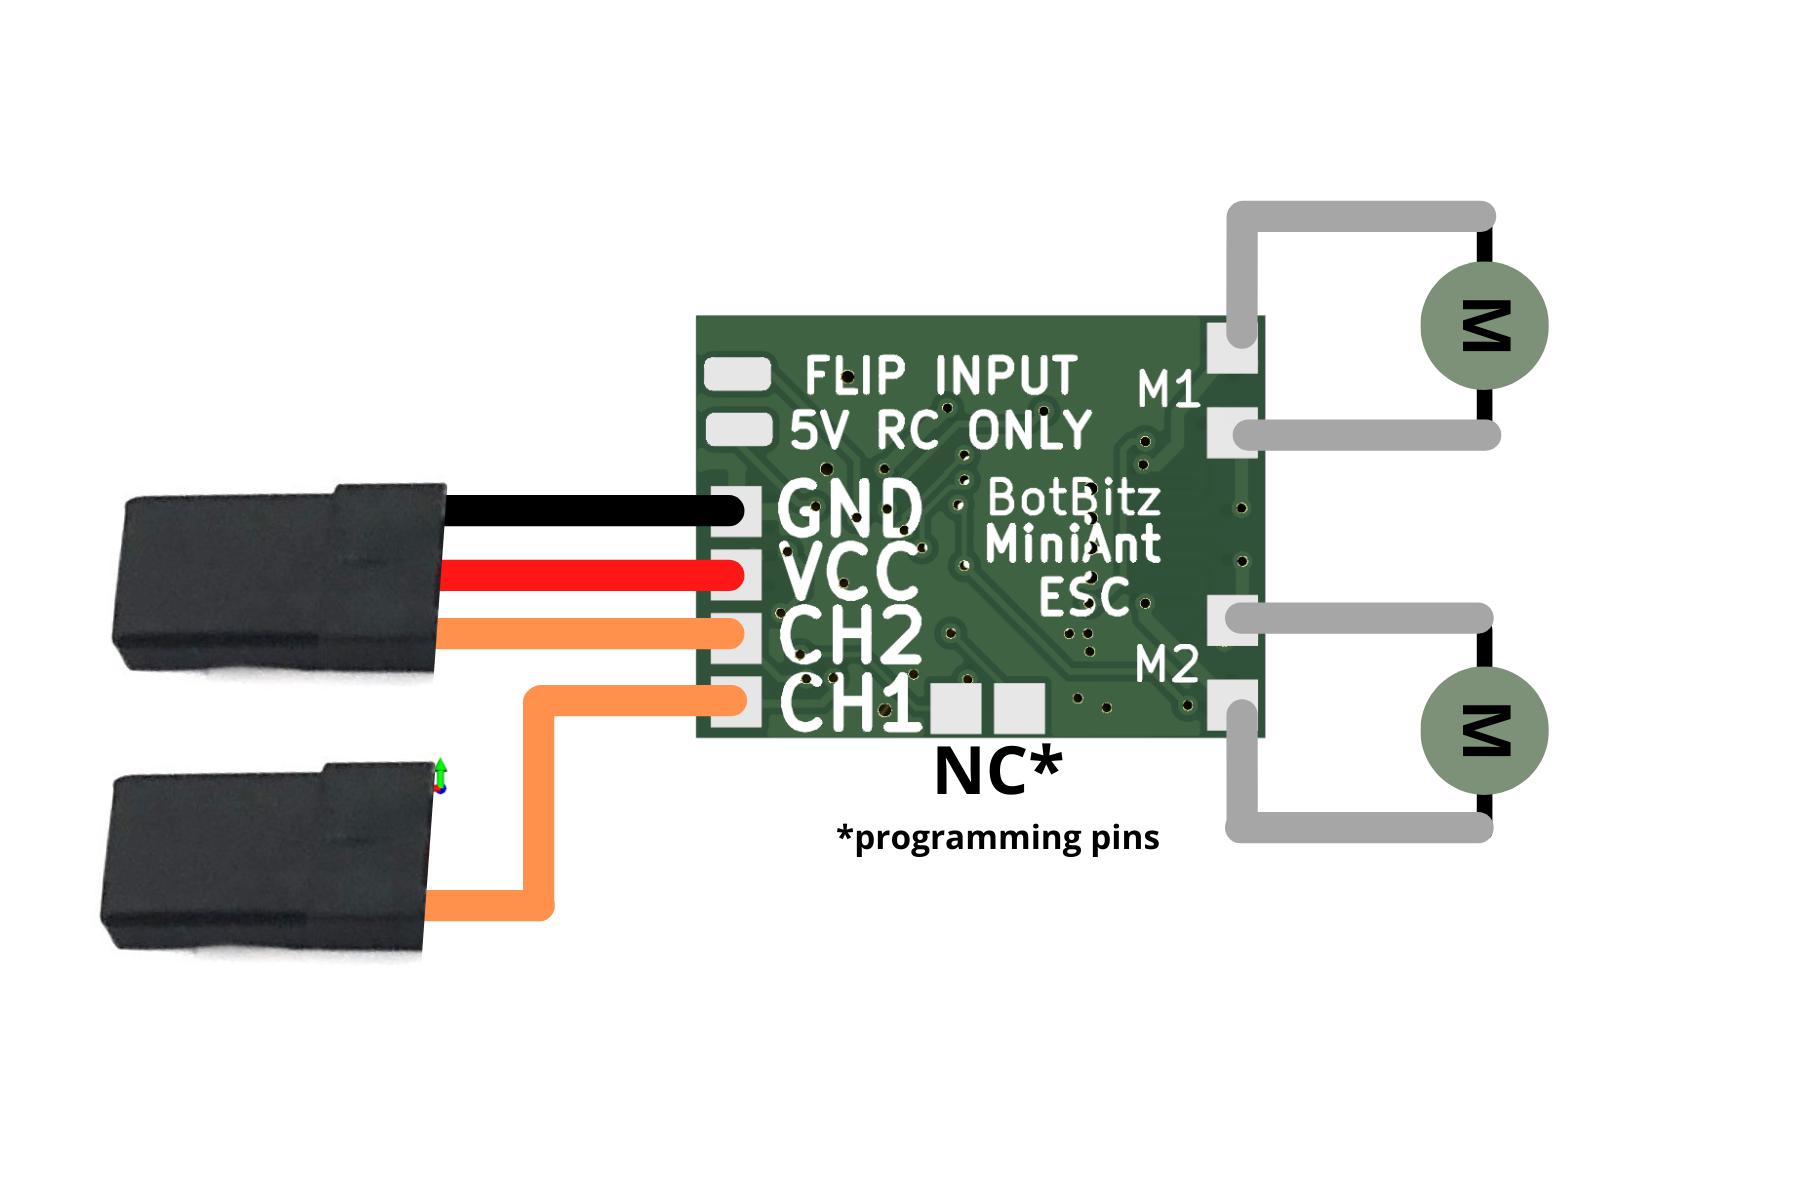 FLIP INPUT
5V RC ONLY
GND
VCC
CH2
CH1
M1
BotBitz
MiniAnt
ESC
M2
M
M
NC*
*programming pins